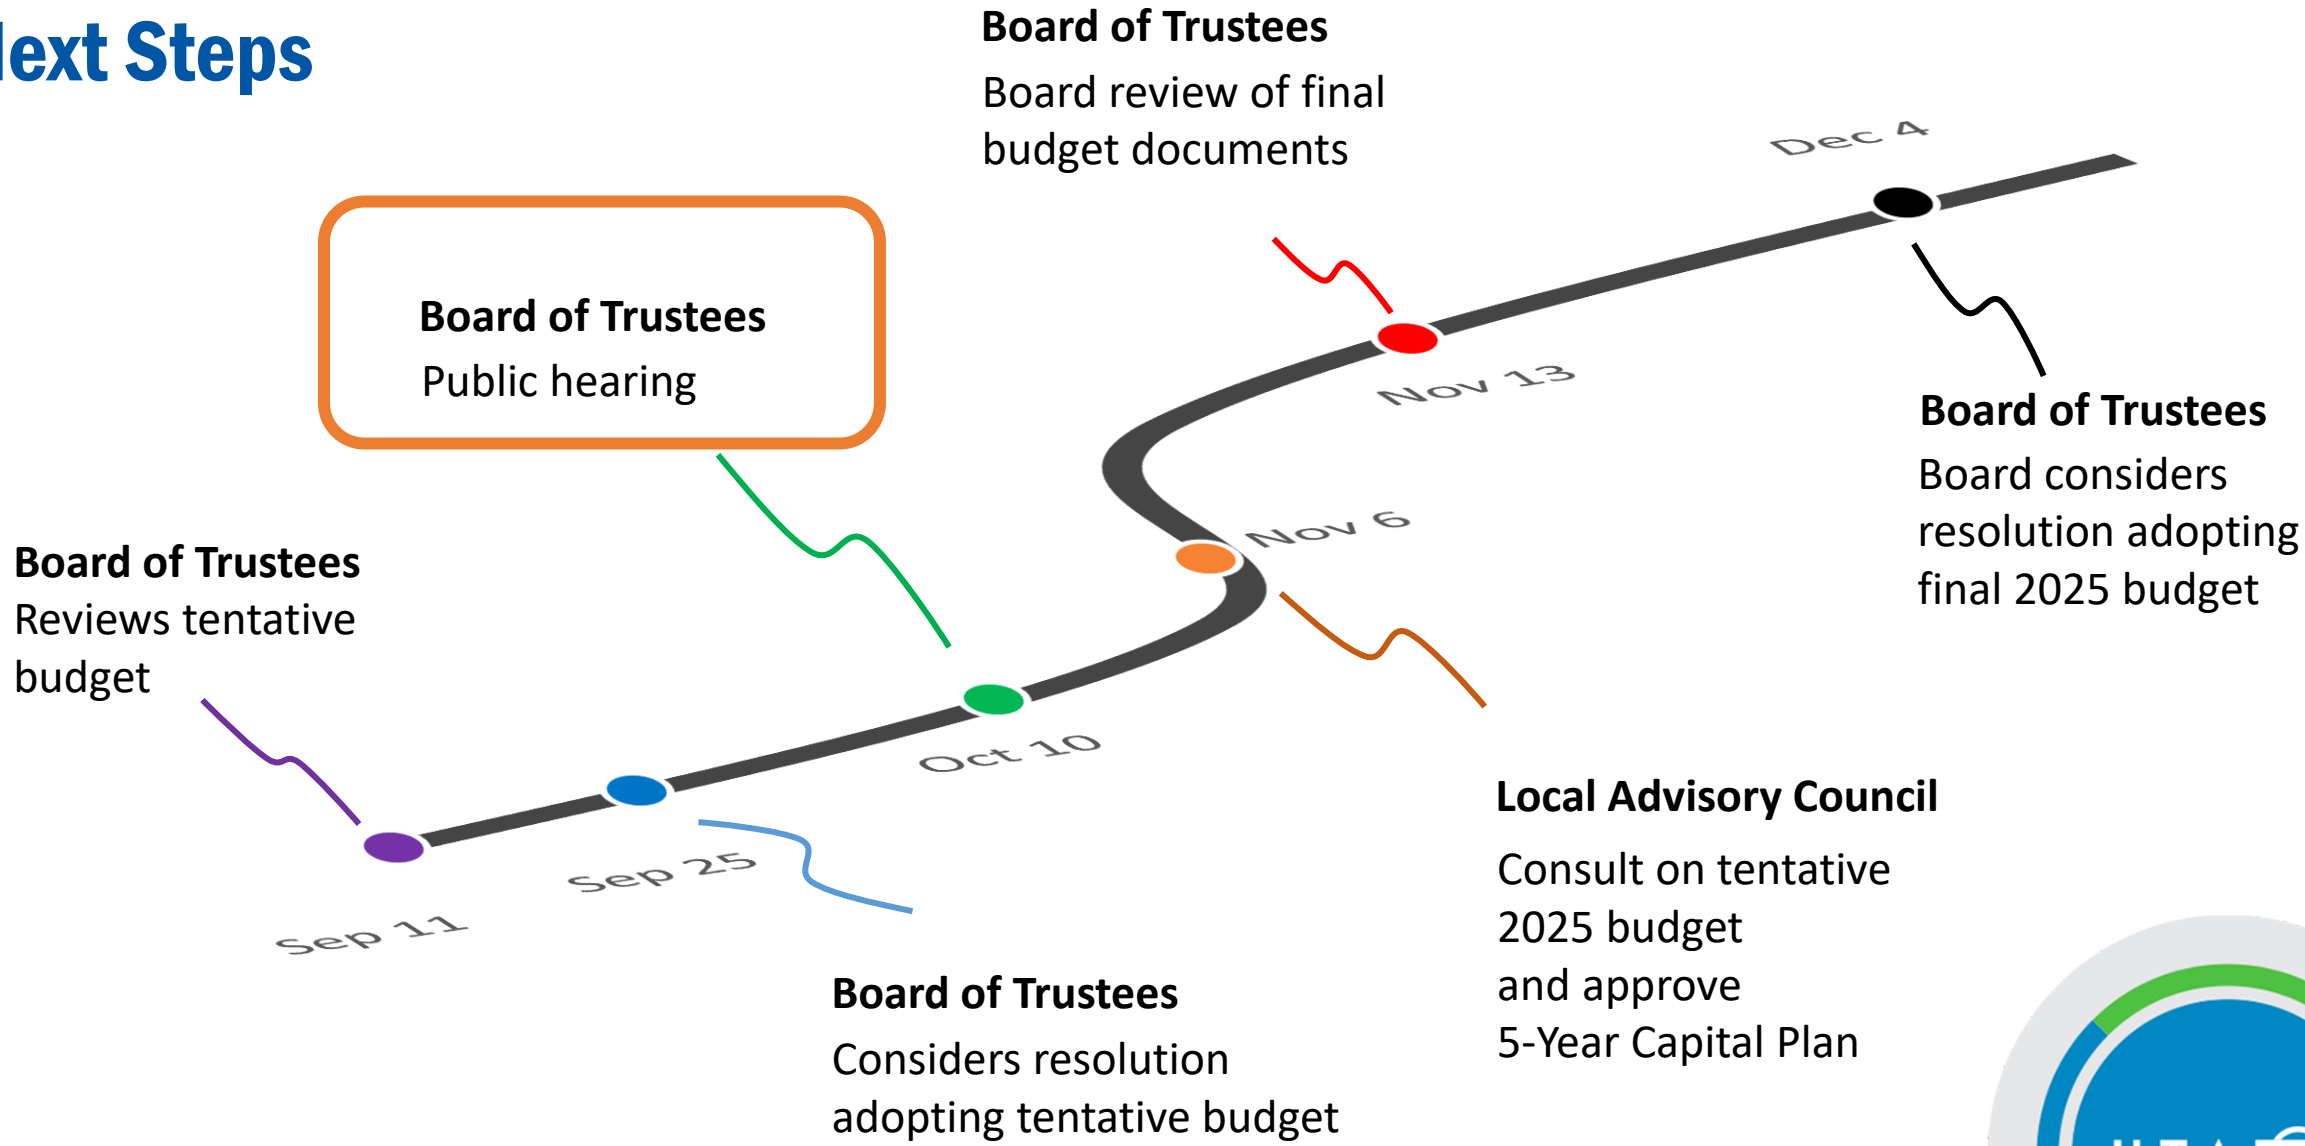 ext Steps
Board of Trustees
Board review of final
budget documents
Dec 4
Board of Trustees
Public hearing
Nov 13
Board of Trustees
Board considers
resolution adopting
final 2025 budget
Nov 6
Board of Trustees
Reviews tentative
budget
Oct 10
Local Advisory Council
Consult on tentative
2025 budget
and approve
5-Year Capital Plan
Sep 25
Sep 11
Board of Trustees
Considers resolution
adopting tentative budget